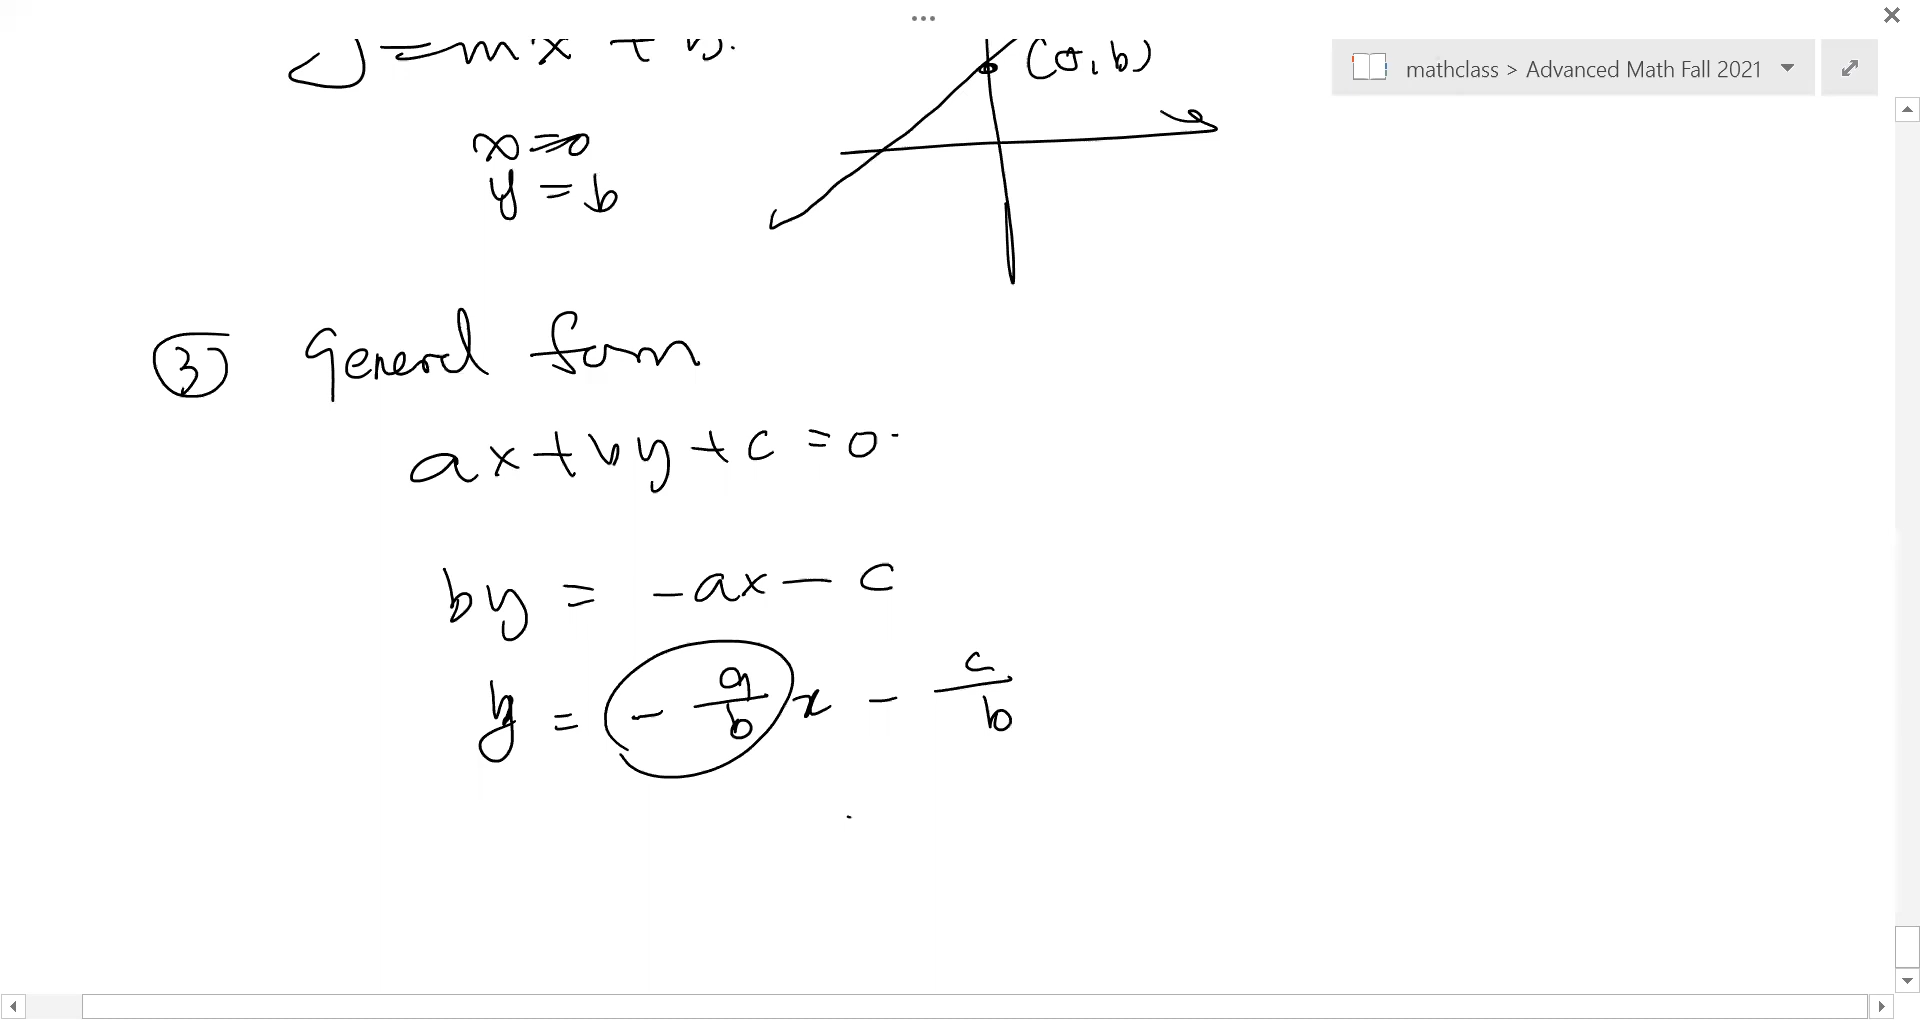 ...
y = mx + b.
(0, b)
mathclass > Advanced Math Fall 2021
x = 0
y = b
③ General form
ax + by + c = 0.
by = -ax - c
y = - a/b x - c/b